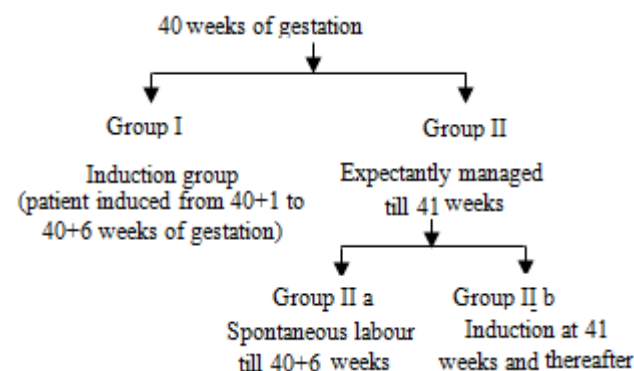 40 weeks of gestation
Group I
Group II
Induction group
(patient induced from 40+1 to
40+6 weeks of gestation)
Expectantly managed
till 41 weeks
Group II a
Spontaneous labour
till 40+6 weeks
Group II b
Induction at 41
weeks and thereafter